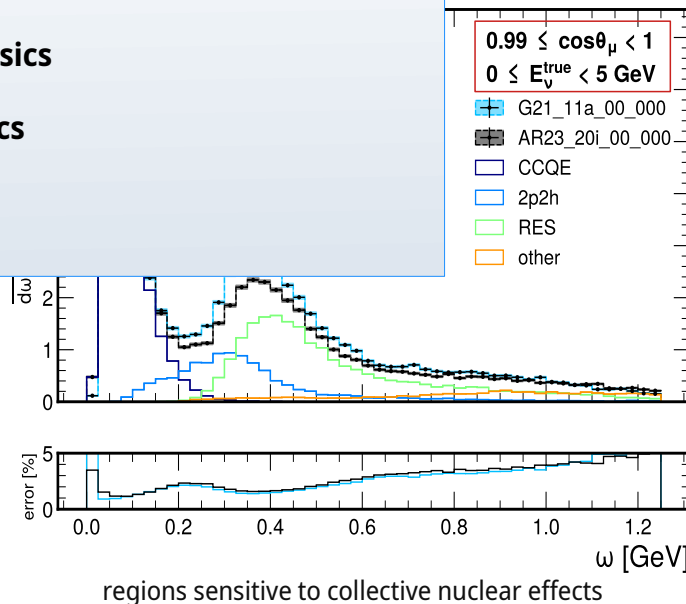 sics
cs
0.99 ≤ cosθμ < 1
0 ≤ Eνtrue < 5 GeV
G21_11a_00_000
AR23_20i_00_000
CCQE
2p2h
RES
other
dω
2
1
0
5
0
error [%]
0.0 0.2 0.4 0.6 0.8 1.0 1.2
ω [GeV]
regions sensitive to collective nuclear effects